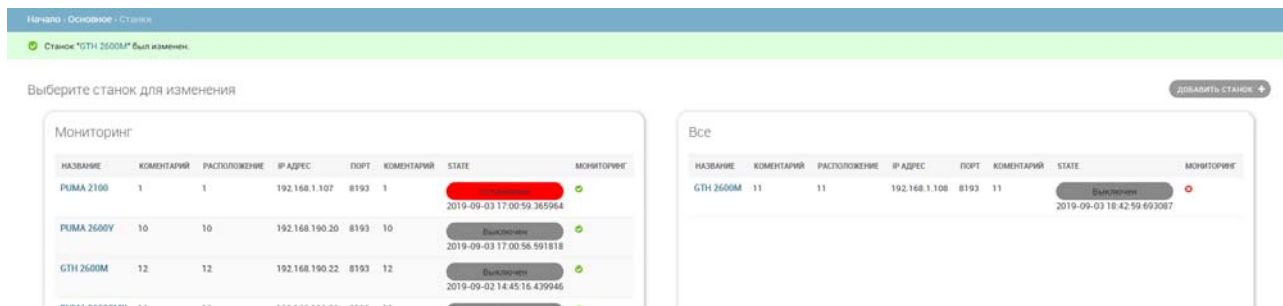 Начало › Основное › Станки
Станок "GTH 2600M" был изменен.
Выберите станок для изменения
ДОБАВИТЬ СТАНОК +
Мониторинг
НАЗВАНИЕ КОМЕНТАРИЙ РАСПОЛОЖЕНИЕ IP АДРЕС ПОРТ КОМЕНТАРИЙ STATE МОНИТОРИНГ
PUMA 2100 1 1 192.168.1.107 8193 1
2019-09-03 17:00:59.365964
PUMA 2600Y 10 10 192.168.190.20 8193 10 Выключен
2019-09-03 17:00:56.591818
GTH 2600M 12 12 192.168.190.22 8193 12 Выключен
2019-09-02 14:45:16.439946
Все
НАЗВАНИЕ КОМЕНТАРИЙ РАСПОЛОЖЕНИЕ IP АДРЕС ПОРТ КОМЕНТАРИЙ STATE МОНИТОРИНГ
GTH 2600M 11 11 192.168.1.108 8193 11 Выключен
2019-09-03 18:42:59.693087